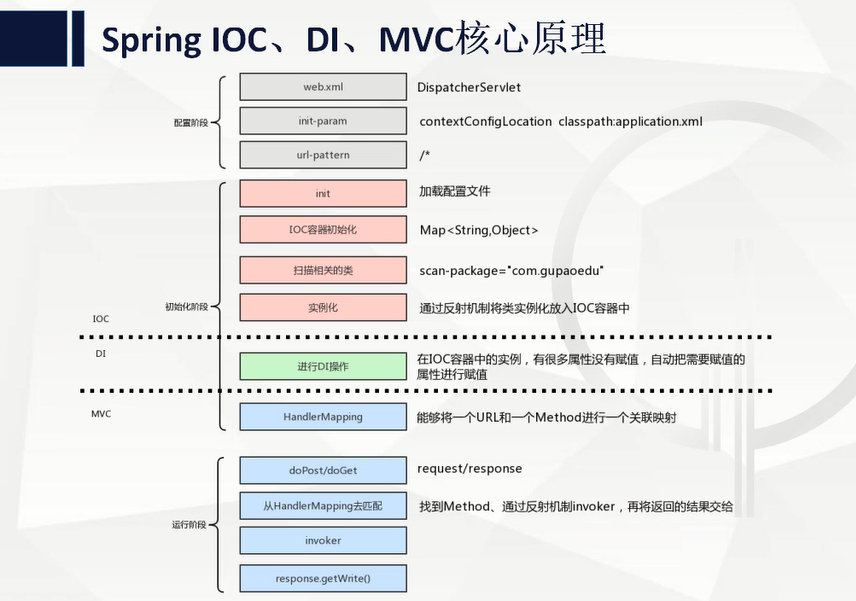 Spring IOC、DI、MVC核心原理
配置阶段
web.xml
DispatcherServlet
init-param
contextConfigLocation classpath:application.xml
url-pattern
/*
初始化阶段
init
加载配置文件
IOC容器初始化
Map<String,Object>
扫描相关的类
scan-package="com.gupaoedu"
实例化
通过反射机制将类实例化放入IOC容器中
IOC
DI
进行DI操作
在IOC容器中的实例，有很多属性没有赋值，自动把需要赋值的
属性进行赋值
MVC
HandlerMapping
能够将一个URL和一个Method进行一个关联映射
运行阶段
doPost/doGet
request/response
从HandlerMapping去匹配
找到Method、通过反射机制invoker，再将返回的结果交给
invoker
response.getWrite()